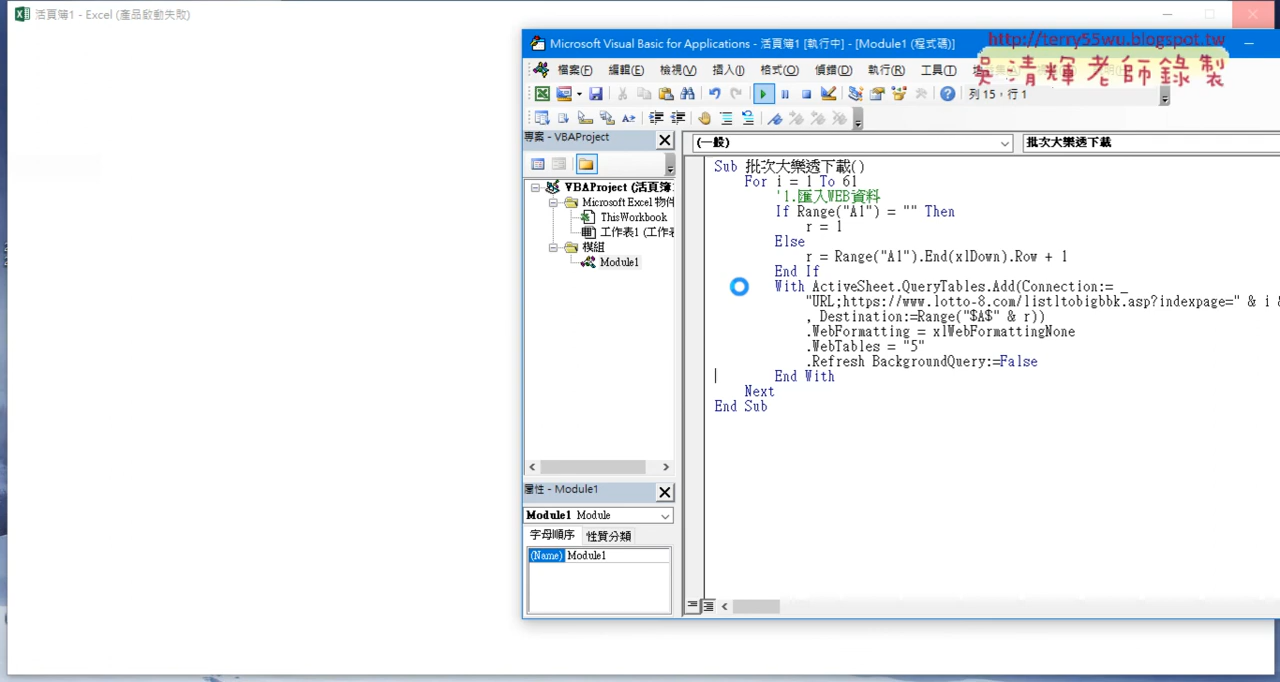 活頁簿1 - Excel (產品啟動失敗)
Microsoft Visual Basic for Applications - 活頁簿1 [執行中] - [Module1 (程式碼)]
http://terry55wu.blogspot.tw
吳清輝老師錄製
檔案(F) 編輯(E) 檢視(V) 插入(I) 格式(O) 偵錯(D) 執行(R) 工具(T)
列 15，行 1
專案 - VBAProject
(一般)
批次大樂透下載
VBAProject (活頁簿
Microsoft Excel 物件
ThisWorkbook
工作表1 (工作表
模組
Module1
Sub 批次大樂透下載()
For i = 1 To 61
'1.匯入WEB資料
If Range("A1") = "" Then
r = 1
Else
r = Range("A1").End(xlDown).Row + 1
End If
With ActiveSheet.QueryTables.Add(Connection:= _
"URL;https://www.lotto-8.com/listltobigbbk.asp?indexpage=" & i &
, Destination:=Range("$A$" & r))
.WebFormatting = xlWebFormattingNone
.WebTables = "5"
.Refresh BackgroundQuery:=False
End With
Next
End Sub
屬性 - Module1
Module1 Module
字母順序 性質分類
(Name) Module1